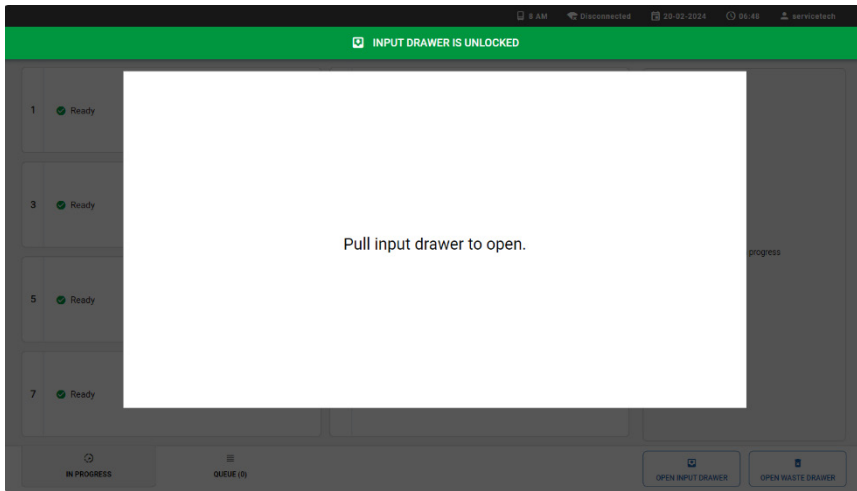 8 AM Disconnected 20-02-2024 06:46 servicetech
INPUT DRAWER IS UNLOCKED
1 Ready
3 Ready
Pull input drawer to open.
progress
5 Ready
7 Ready
IN PROGRESS QUEUE (0) OPEN INPUT DRAWER OPEN WASTE DRAWER